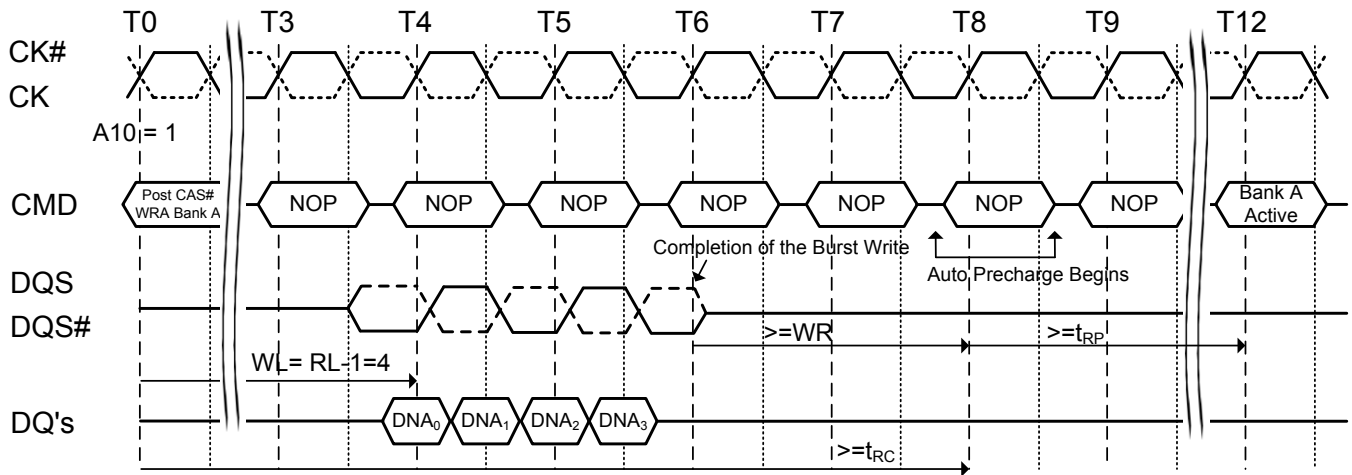 T0 T3 T4 T5 T6 T7 T8 T9 T12
CK#
CK
A10 = 1
CMD
Post CAS#
WRA Bank A
NOP NOP NOP NOP NOP NOP NOP
Bank A
Active
Completion of the Burst Write
Auto Precharge Begins
DQS
DQS#
>=WR >=tRP
WL= RL-1=4
DQ's DNA0 DNA1 DNA2 DNA3
>=tRC